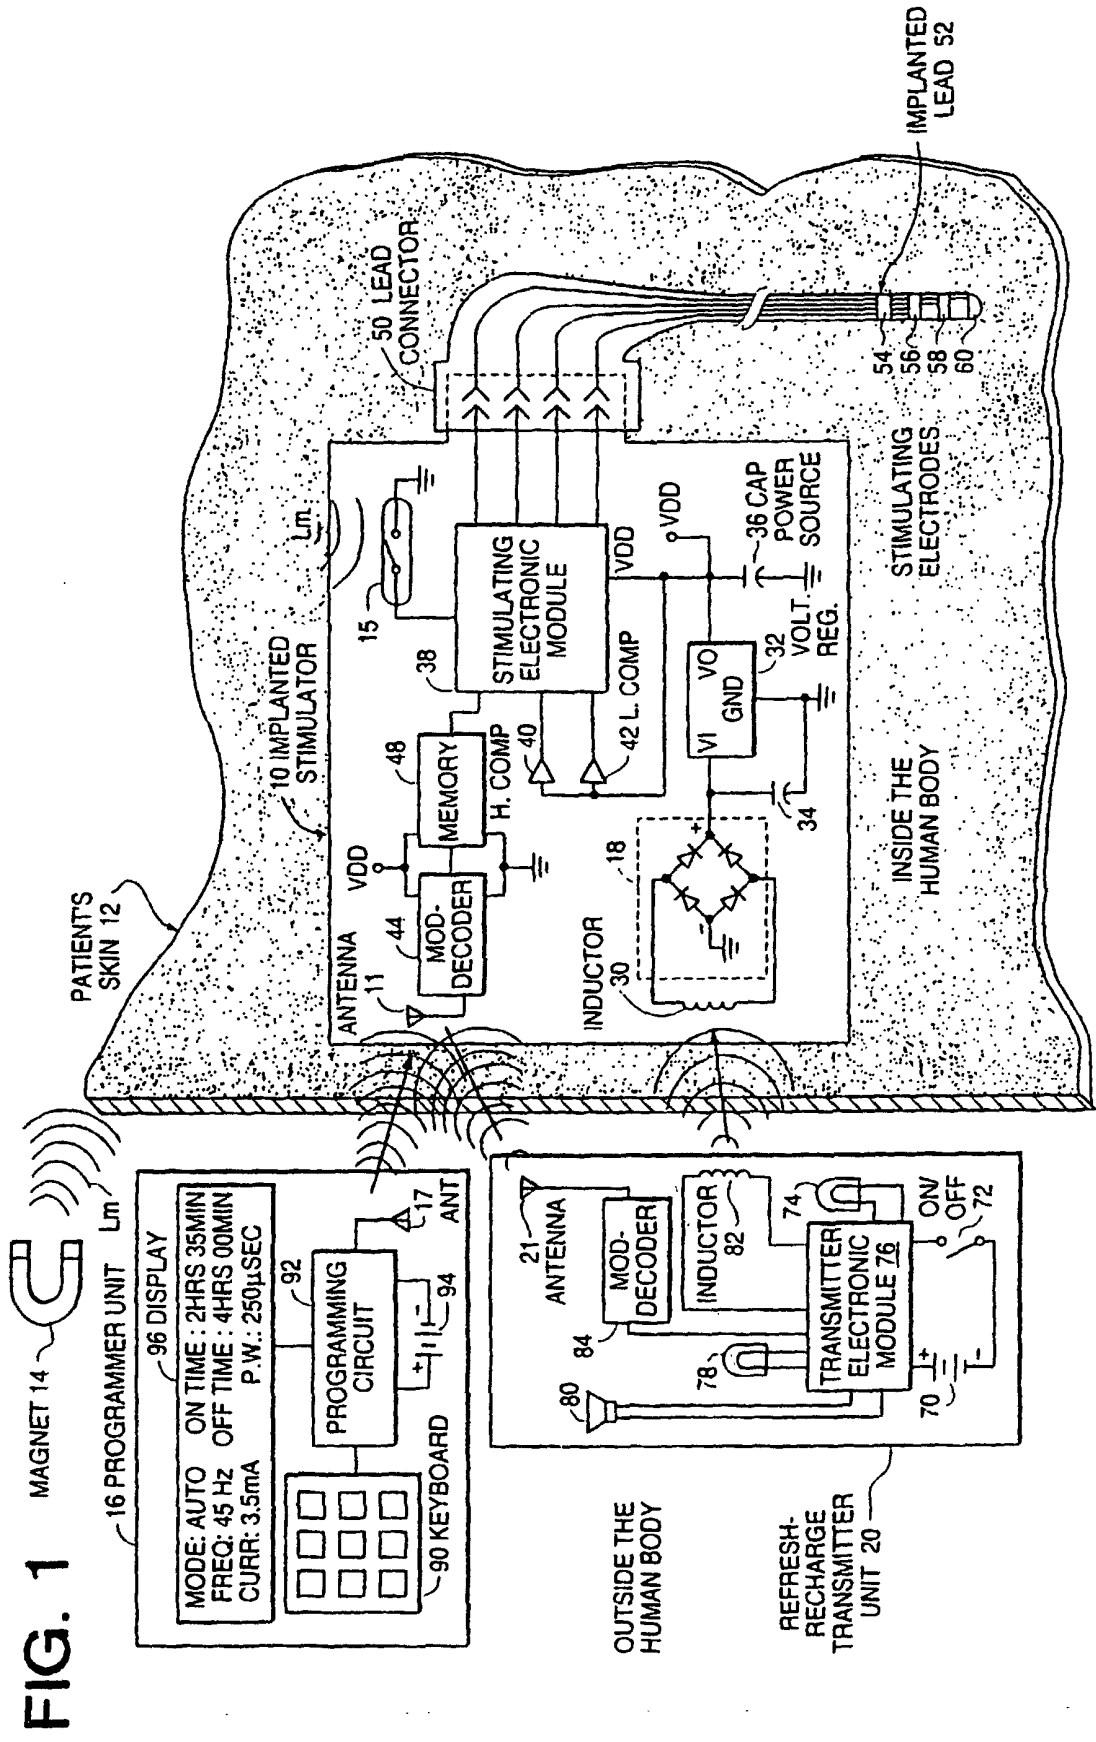 FIG. 1
MAGNET 14
Lm
16 PROGRAMMER UNIT
96 DISPLAY
MODE: AUTO ON TIME : 2HRS 35MIN
FREQ: 45 Hz OFF TIME : 4HRS 00MIN
CURR: 3.5mA P.W.: 250µSEC
92
PROGRAMMING
CIRCUIT
+
-
94
17
ANT
90 KEYBOARD
PATIENT'S
SKIN 12
10 IMPLANTED
STIMULATOR
Lm
15
50 LEAD
CONNECTOR
IMPLANTED
LEAD 52
ANTENNA
11
44
MOD-
DECODER
VDD
48
MEMORY
38
STIMULATING
ELECTRONIC
MODULE
H. COMP
40
42 L. COMP
VDD
VDD
36 CAP
POWER
SOURCE
INDUCTOR
30
18
+
-
34
VI
VO
GND
32
VOLT.
REG.
54
56
58
60
STIMULATING
ELECTRODES
INSIDE THE
HUMAN BODY
OUTSIDE THE
HUMAN BODY
REFRESH-
RECHARGE
TRANSMITTER
UNIT 20
21
ANTENNA
MOD-
DECODER
84
INDUCTOR
82
74
78
80
TRANSMITTER
ELECTRONIC
MODULE 76
ON/
OFF
72
+
-
70